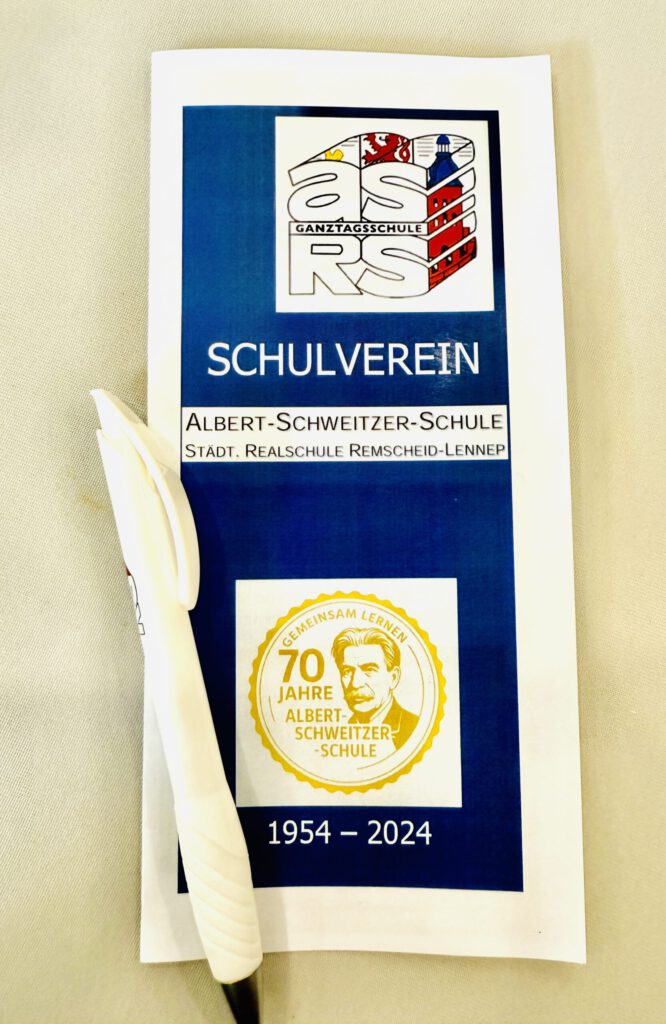 as
GANZTAGSSCHULE
RS
SCHULVEREIN
ALBERT-SCHWEITZER-SCHULE
STÄDT. REALSCHULE REMSCHEID-LENNEP
GEMEINSAM LERNEN
70
JAHRE
ALBERT-
SCHWEITZER-
-SCHULE
1954 – 2024